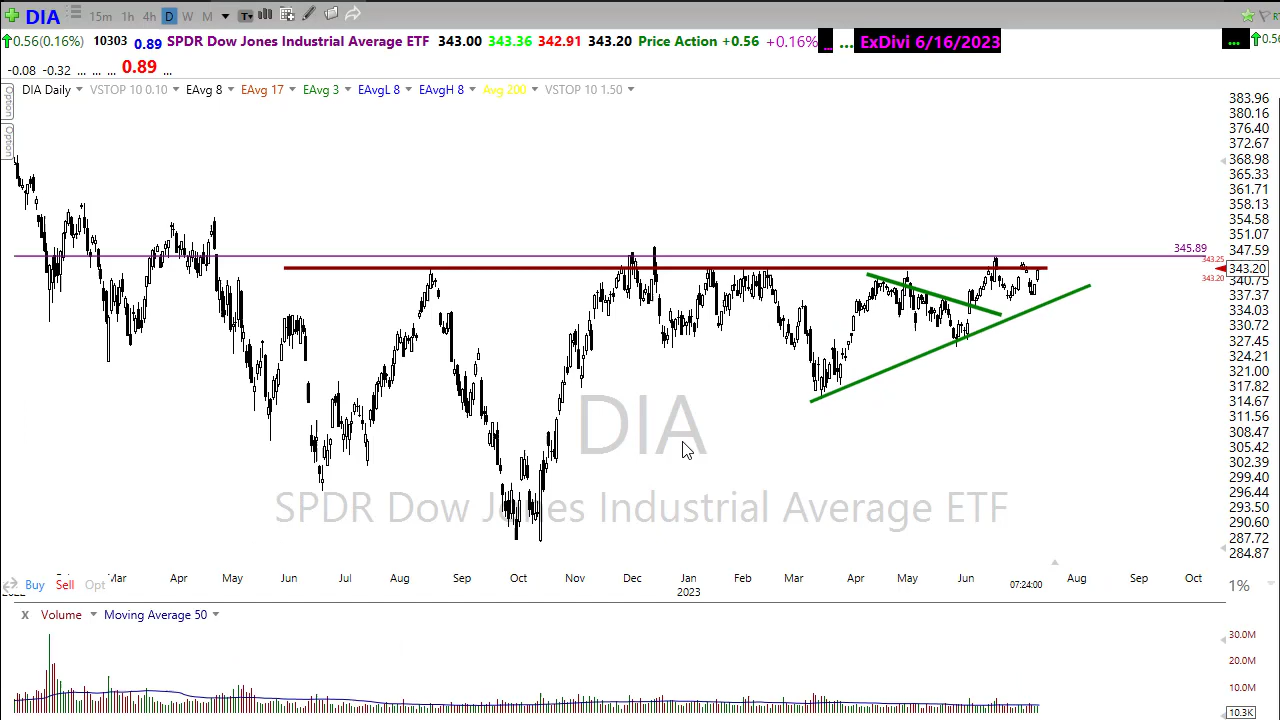 DIA 15m 1h 4h D W M T
0.56(0.16%) 10303 0.89 SPDR Dow Jones Industrial Average ETF 343.00 343.36 342.91 343.20 Price Action +0.56 +0.16% ... ... ExDivi 6/16/2023 ... 0.56
-0.08 -0.32 ... ... ... 0.89 ...
DIA Daily VSTOP 10 0.10 EAvg 8 EAvg 17 EAvg 3 EAvgL 8 EAvgH 8 Avg 200 VSTOP 10 1.50
Option
Option
383.96
380.16
376.40
372.67
368.98
365.33
361.71
358.13
354.58
351.07
345.89
347.59
343.25
343.20
343.20
340.75
337.37
334.03
330.72
327.45
324.21
321.00
317.82
314.67
311.56
308.47
305.42
302.39
299.40
296.44
293.50
290.60
287.72
284.87
DIA
SPDR Dow Jones Industrial Average ETF
Mar Apr May Jun Jul Aug Sep Oct Nov Dec Jan Feb Mar Apr May Jun 07:24:00 Aug Sep Oct
Buy Sell Opt 2023 1%
X Volume Moving Average 50
30.0M
20.0M
10.0M
10.3K